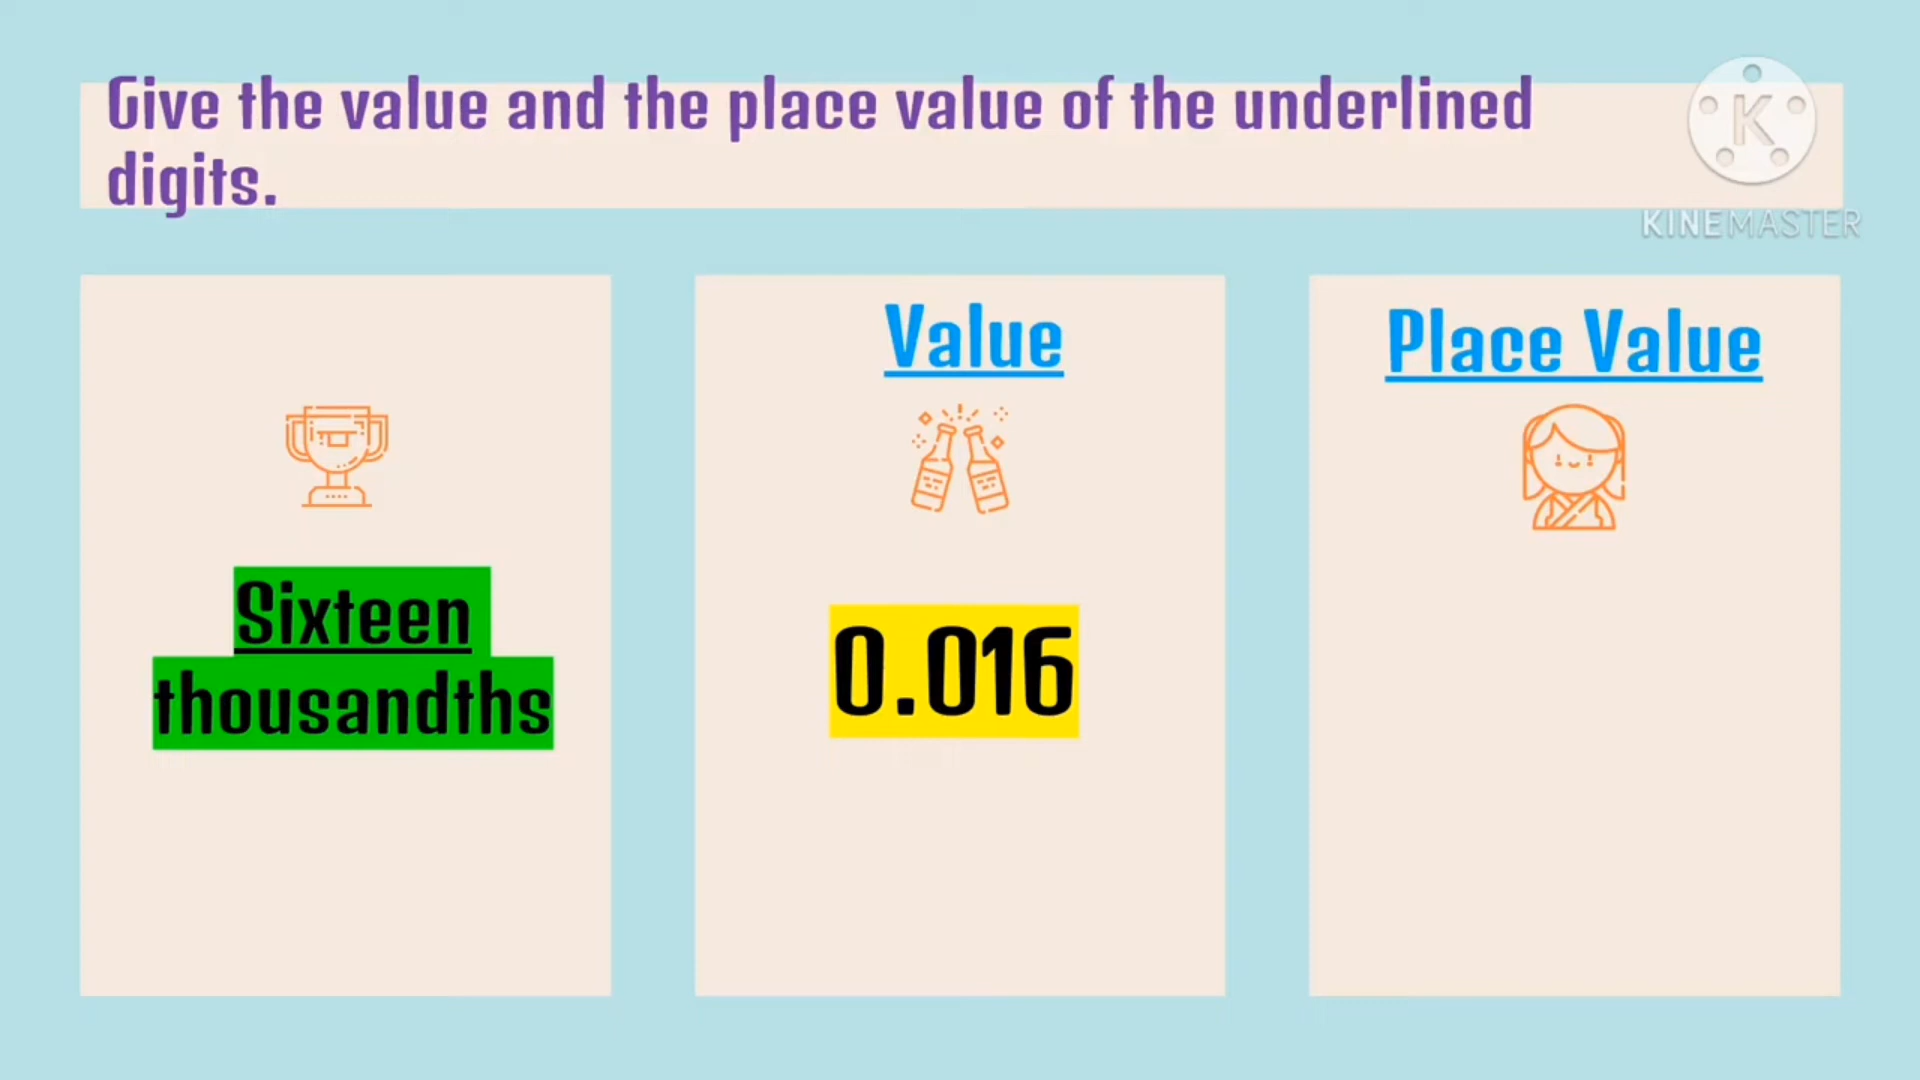 Give the value and the place value of the underlined
digits.
K
KINEMASTER
Value
Place Value
Sixteen
thousandths
0.016